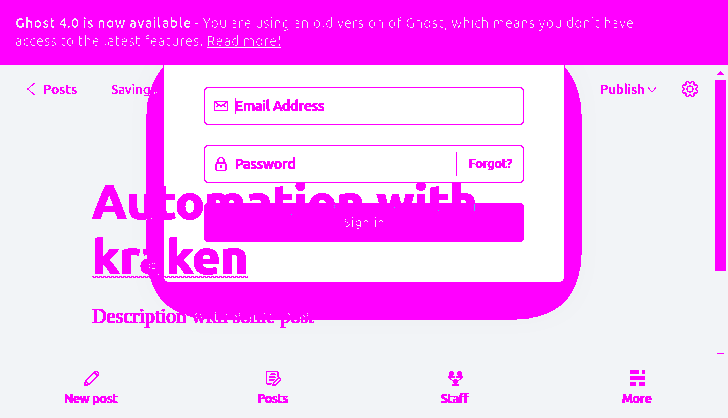 Ghost 4.0 is now available - You are using an old version of Ghost, which means you don't have
access to the latest features. Read more!
Posts
Saving..
Publish
Email Address
Password
Forgot?
Automation with
Sign in
kraken
Description with some post
New post
Posts
Staff
More